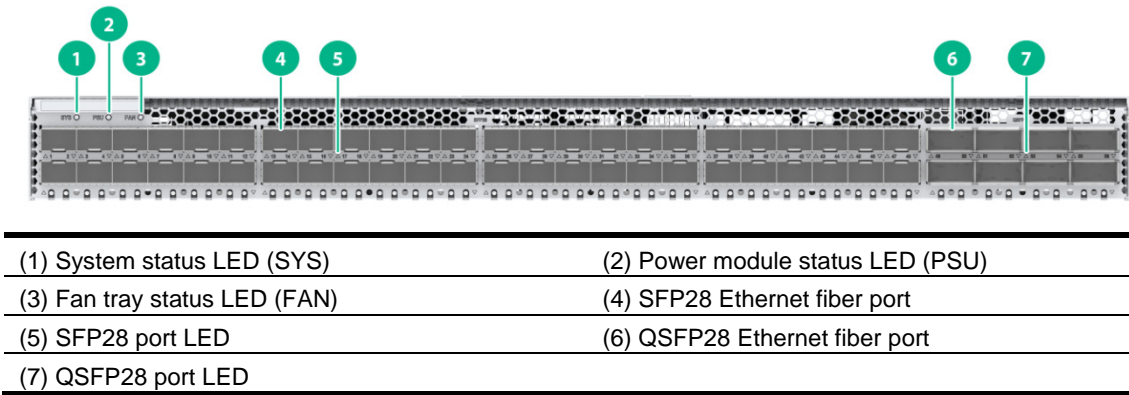 2
1
3
4
5
6
7
SYS
PSU
FAN
(1) System status LED (SYS)
(2) Power module status LED (PSU)
(3) Fan tray status LED (FAN)
(4) SFP28 Ethernet fiber port
(5) SFP28 port LED
(6) QSFP28 Ethernet fiber port
(7) QSFP28 port LED